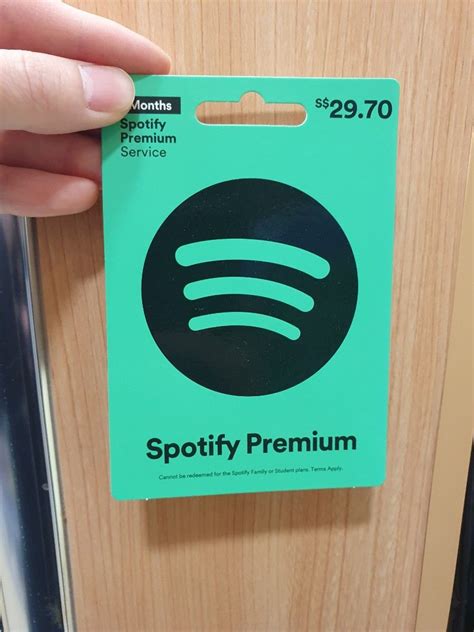 Months
Spotify
Premium
Service
S$29.70
Spotify Premium
Cannot be redeemed for the Spotify Family or Student plans. Terms Apply.